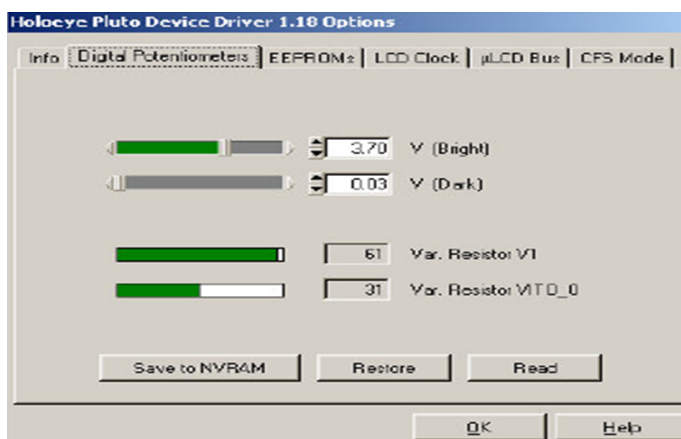 Holoeye Pluto Device Driver 1.18 Options
Info Digital Potentiometers EEPROMs LCD Clock µLCD Bus CFS Mode
3.70 V (Bright)
0.03 V (Dark)
61 Var. Resistor V1
31 Var. Resistor VITO_0
Save to NVRAM Restore Read
OK Help